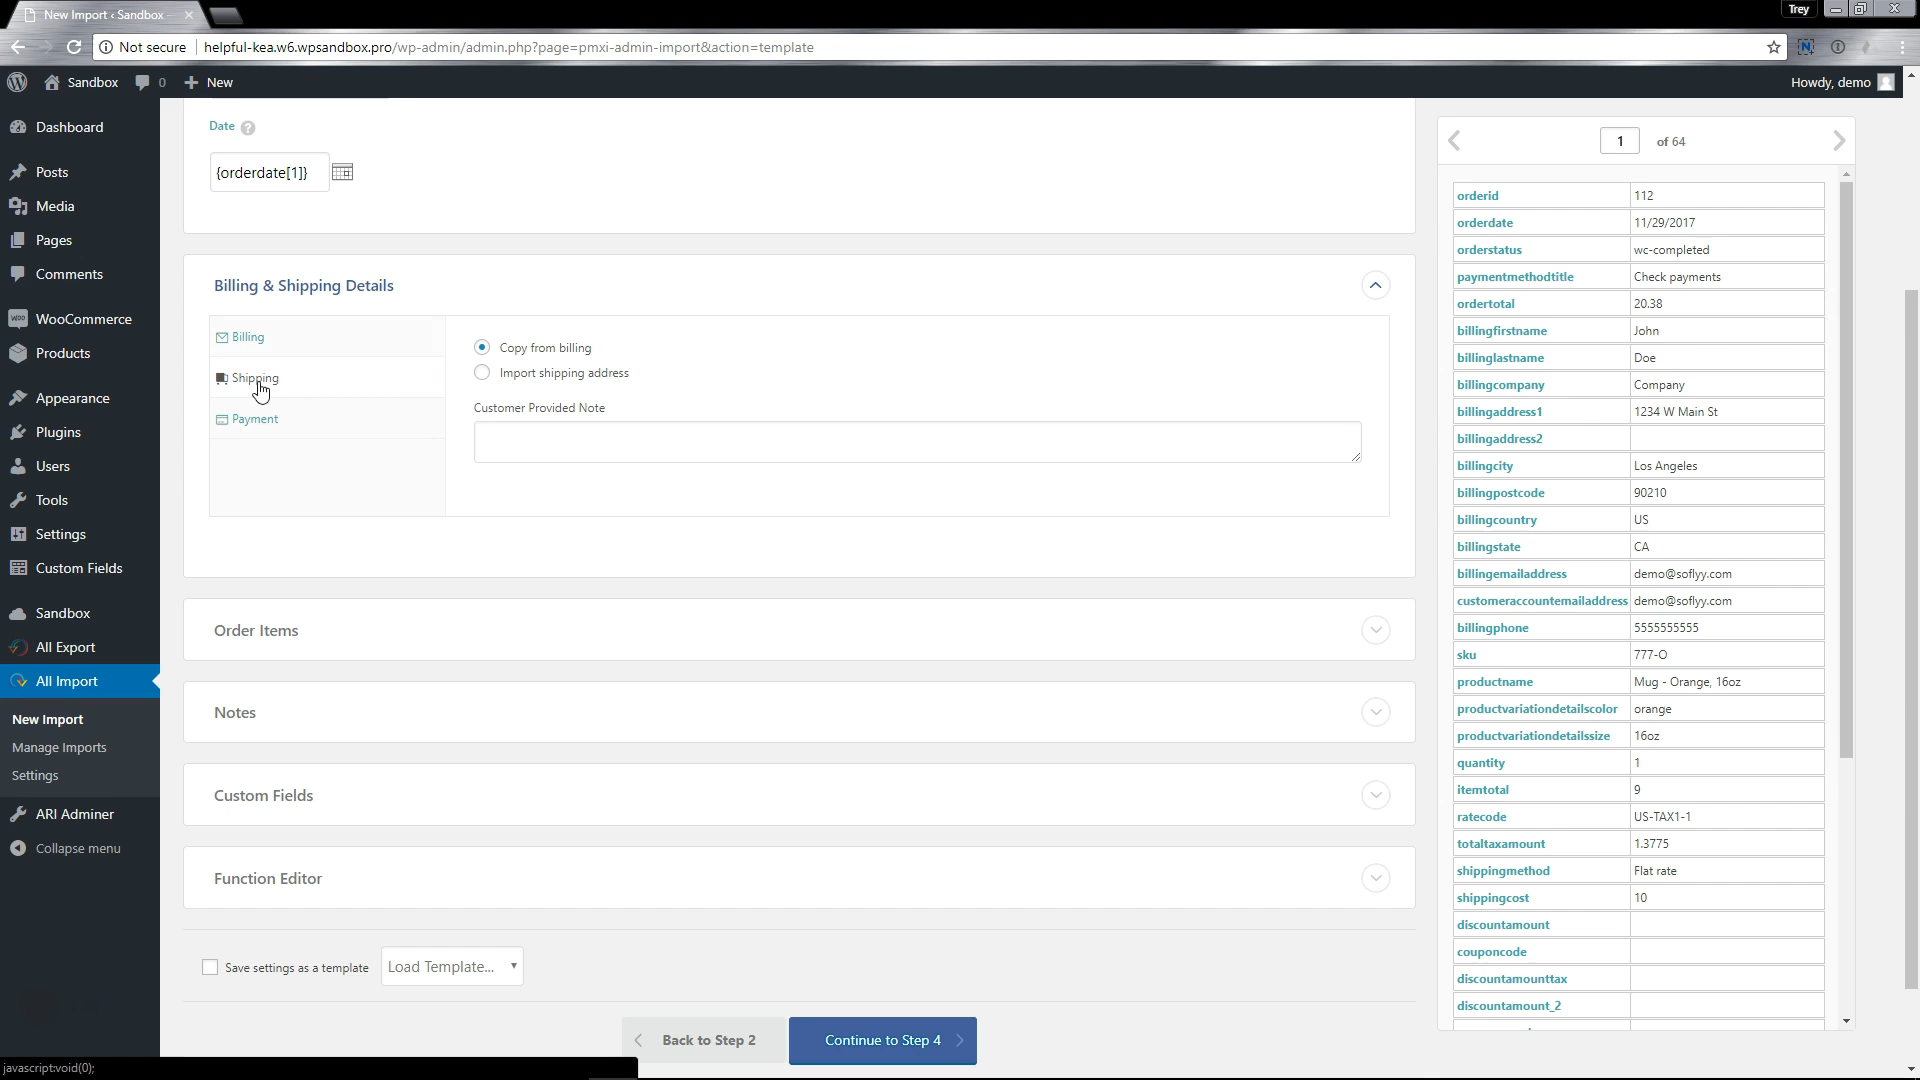 New Import ‹ Sandbox
Trey
Not secure
helpful-kea.w6.wpsandbox.pro/wp-admin/admin.php?page=pmxi-admin-import&action=template
N
Sandbox
0
New
Howdy, demo
Dashboard
Posts
Media
Pages
Comments
WooCommerce
Products
Appearance
Plugins
Users
Tools
Settings
Custom Fields
Sandbox
All Export
All Import
New Import
Manage Imports
Settings
ARI Adminer
Collapse menu
Date ?
{orderdate[1]}
Billing & Shipping Details
Billing
Shipping
Payment
Copy from billing
Import shipping address
Customer Provided Note
Order Items
Notes
Custom Fields
Function Editor
Save settings as a template
Load Template...
Back to Step 2
Continue to Step 4
1 of 64
orderid 112
orderdate 11/29/2017
orderstatus wc-completed
paymentmethodtitle Check payments
ordertotal 20.38
billingfirstname John
billinglastname Doe
billingcompany Company
billingaddress1 1234 W Main St
billingaddress2
billingcity Los Angeles
billingpostcode 90210
billingcountry US
billingstate CA
billingemailaddress demo@soflyy.com
customeraccountemailaddress demo@soflyy.com
billingphone 5555555555
sku 777-O
productname Mug - Orange, 16oz
productvariationdetailscolor orange
productvariationdetailssize 16oz
quantity 1
itemtotal 9
ratecode US-TAX1-1
totaltaxamount 1.3775
shippingmethod Flat rate
shippingcost 10
discountamount
couponcode
discountamounttax
discountamount_2
javascript:void(0);